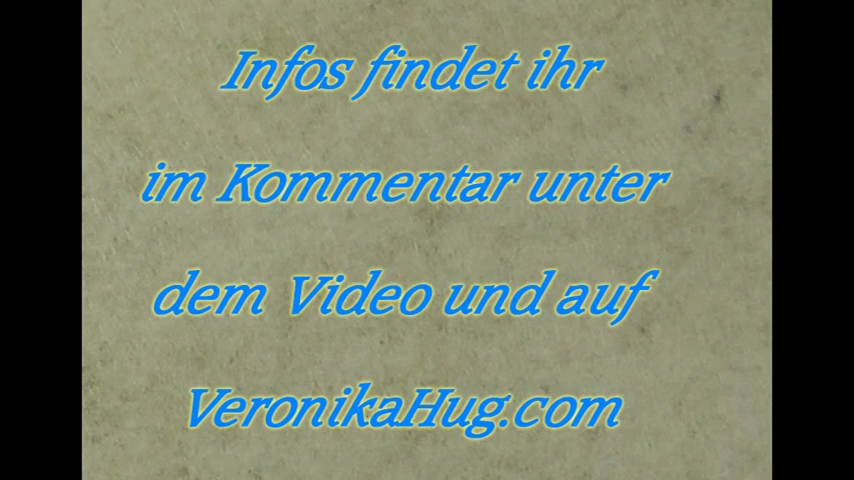 Infos findet ihr
im Kommentar unter
dem Video und auf
VeronikaHug.com